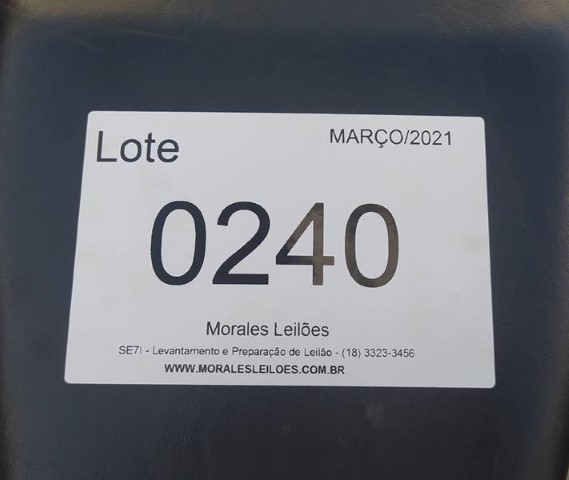 Lote
MARÇO/2021
0240
Morales Leilões
SE7I - Levantamento e Preparação de Leilão - (18) 3323-3456
WWW.MORALESLEILOES.COM.BR